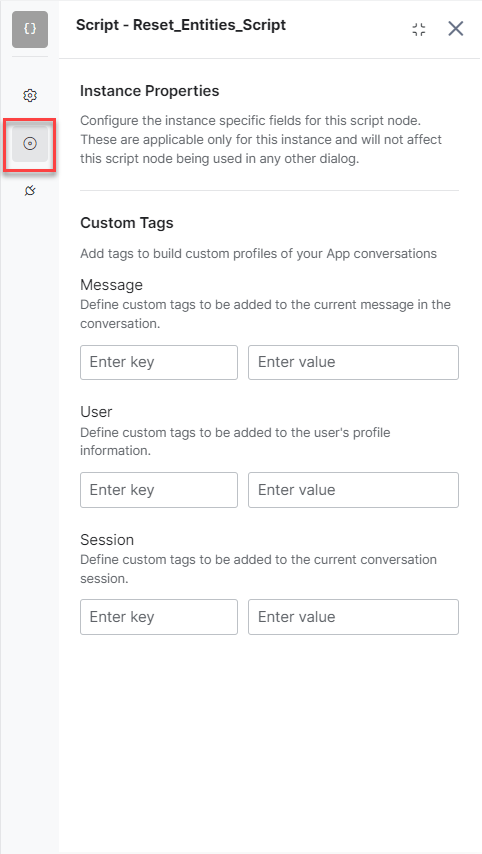 {}
Script - Reset_Entities_Script
Instance Properties
Configure the instance specific fields for this script node.
These are applicable only for this instance and will not affect
this script node being used in any other dialog.
Custom Tags
Add tags to build custom profiles of your App conversations
Message
Define custom tags to be added to the current message in the
conversation.
Enter key Enter value
User
Define custom tags to be added to the user's profile
information.
Enter key Enter value
Session
Define custom tags to be added to the current conversation
session.
Enter key Enter value